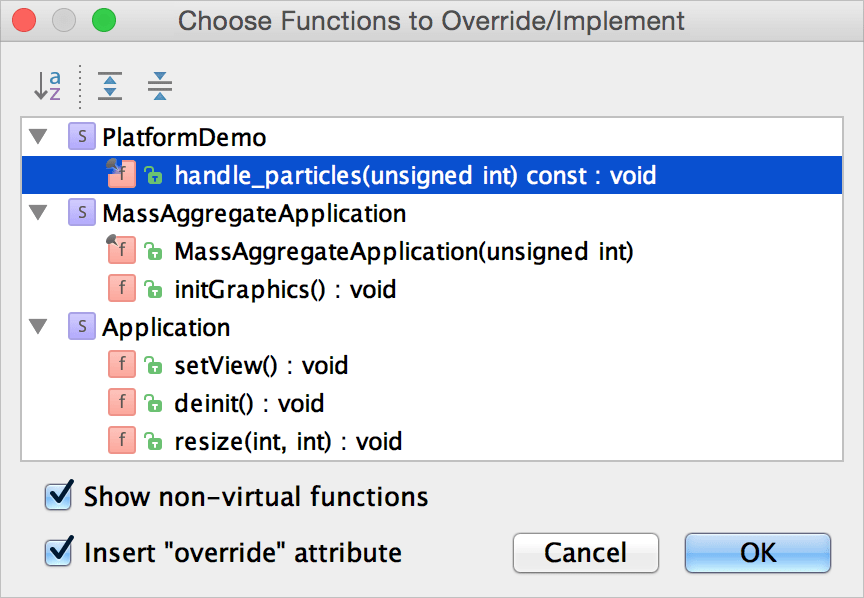 Choose Functions to Override/Implement
a
z
S PlatformDemo
f handle_particles(unsigned int) const : void
S MassAggregateApplication
f MassAggregateApplication(unsigned int)
f initGraphics() : void
S Application
f setView() : void
f deinit() : void
f resize(int, int) : void
Show non-virtual functions
Insert "override" attribute
Cancel
OK